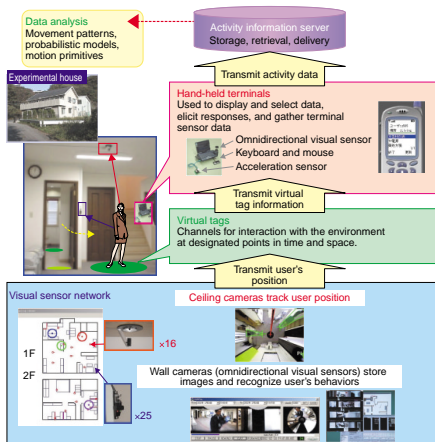 Data analysis
Movement patterns,
probabilistic models,
motion primitives
Activity information server
Storage, retrieval, delivery
Transmit activity data
Experimental house
Hand-held terminals
Used to display and select data,
elicit responses, and gather terminal
sensor data
Omnidirectional visual sensor
Keyboard and mouse
Acceleration sensor
Transmit virtual
tag information
Virtual tags
Channels for interaction with the environment
at designated points in time and space.
Transmit user's
position
Visual sensor network
Ceiling cameras track user position
×16
1F
2F
×25
Wall cameras (omnidirectional visual sensors) store
images and recognize user's behaviors